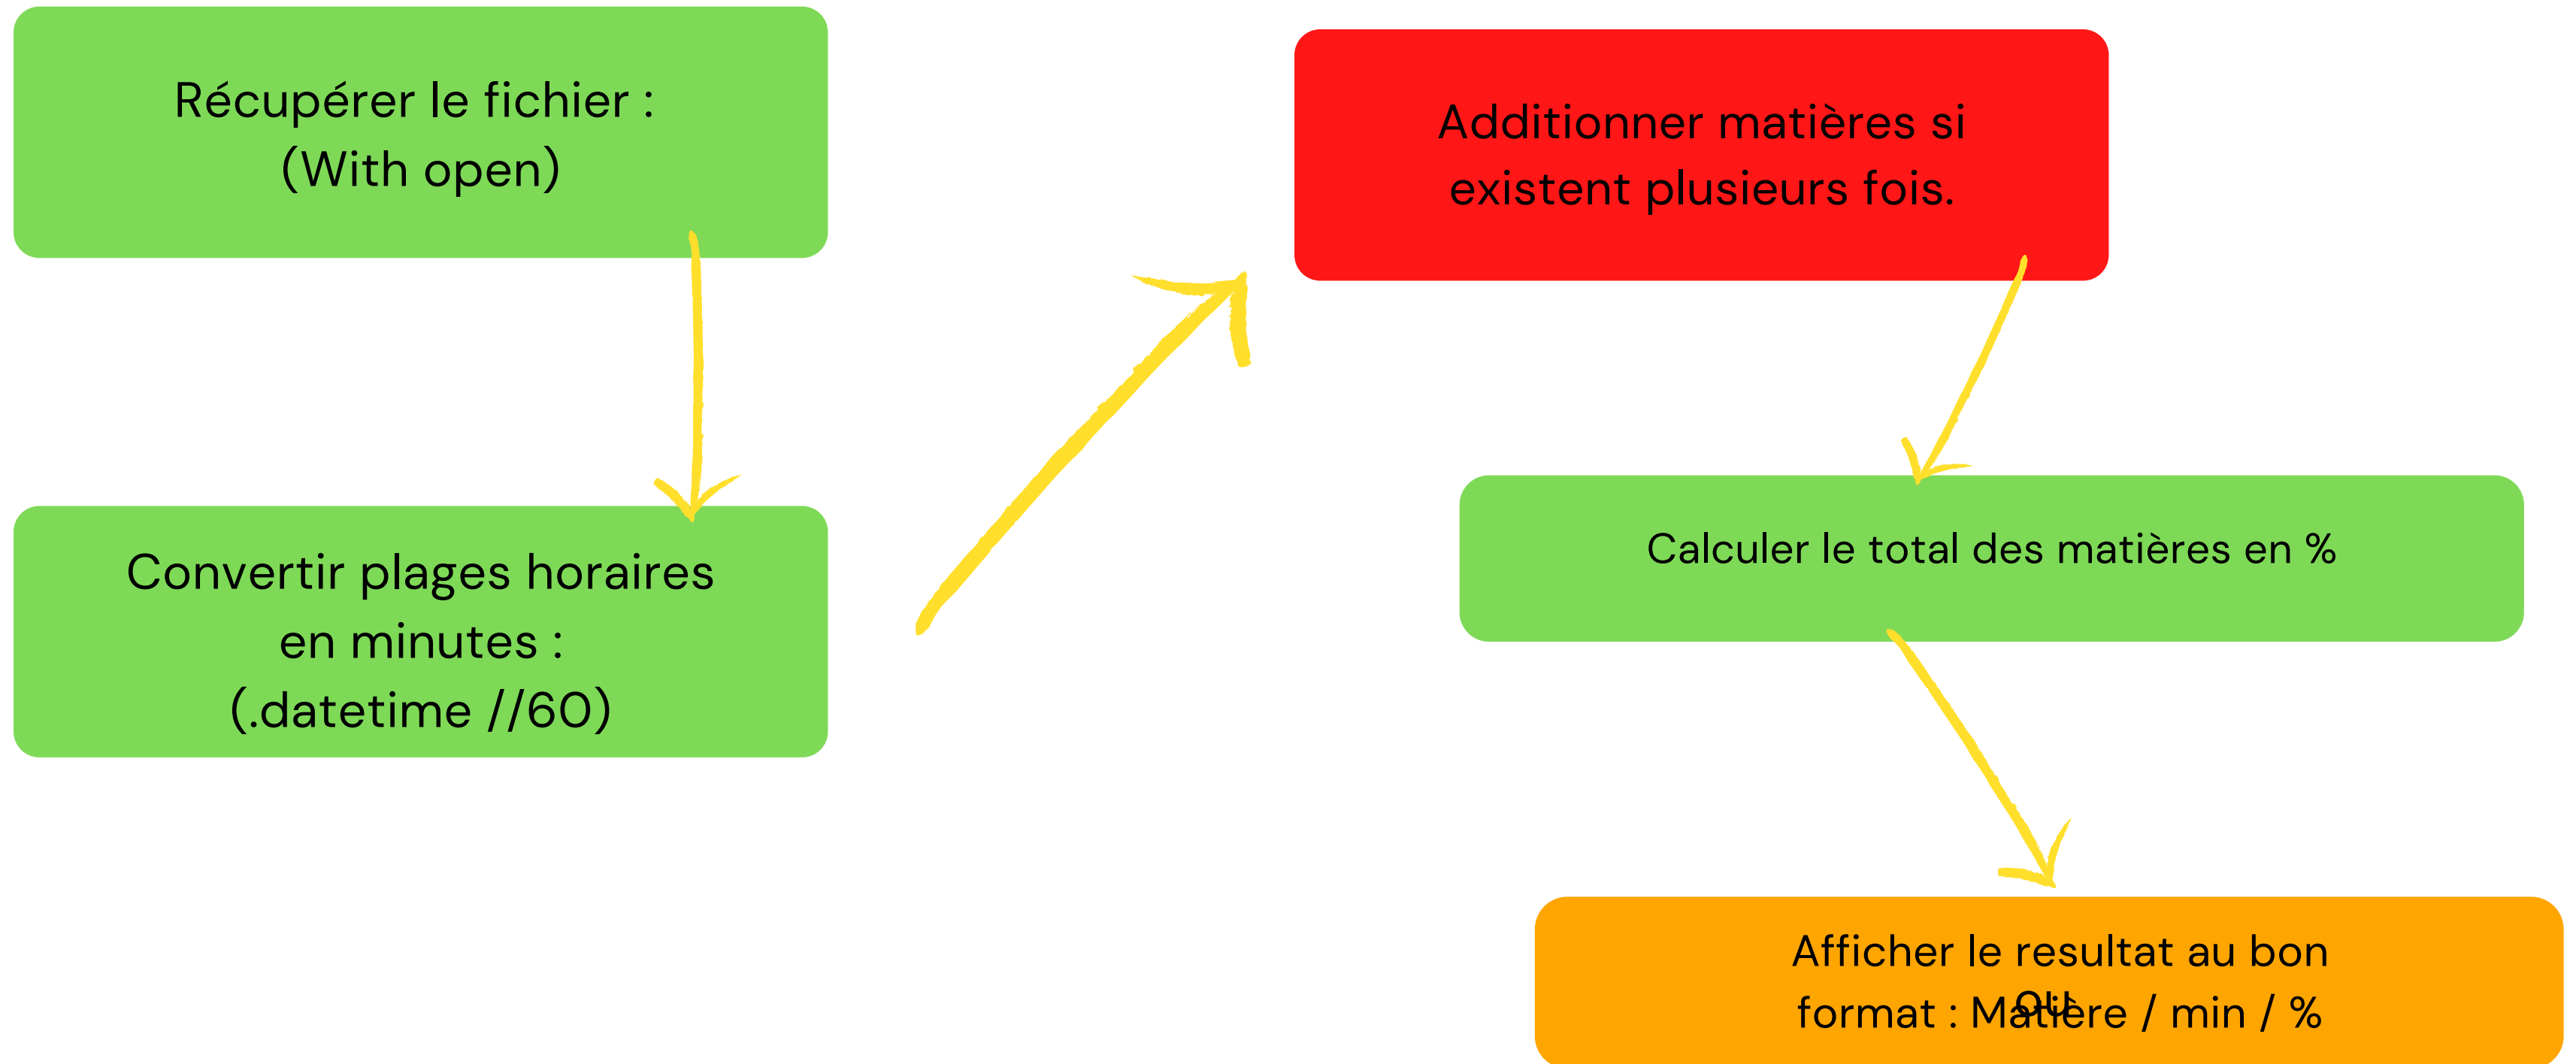 Récupérer le fichier :
(With open)
Convertir plages horaires
en minutes :
(.datetime //60)
Additionner matières si
existent plusieurs fois.
Calculer le total des matières en %
Afficher le resultat au bon
ou
format : Matière / min / %